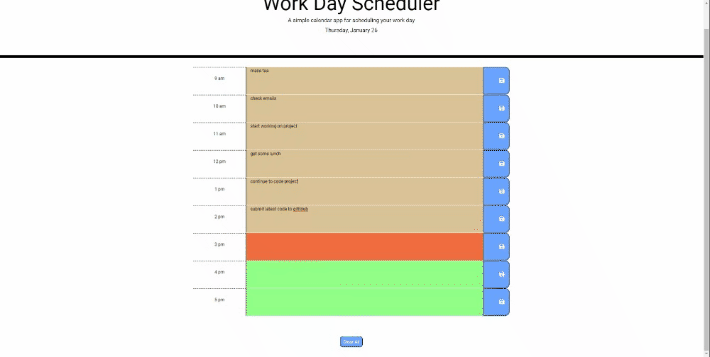 Work Day Scheduler
A simple calendar app for scheduling your work day
Thursday, January 26
9 am
make tea
10 am
check emails
11 am
start working on project
12 pm
get some lunch
1 pm
continue to code project
2 pm
submit latest code to github
3 pm
4 pm
5 pm
Clear All